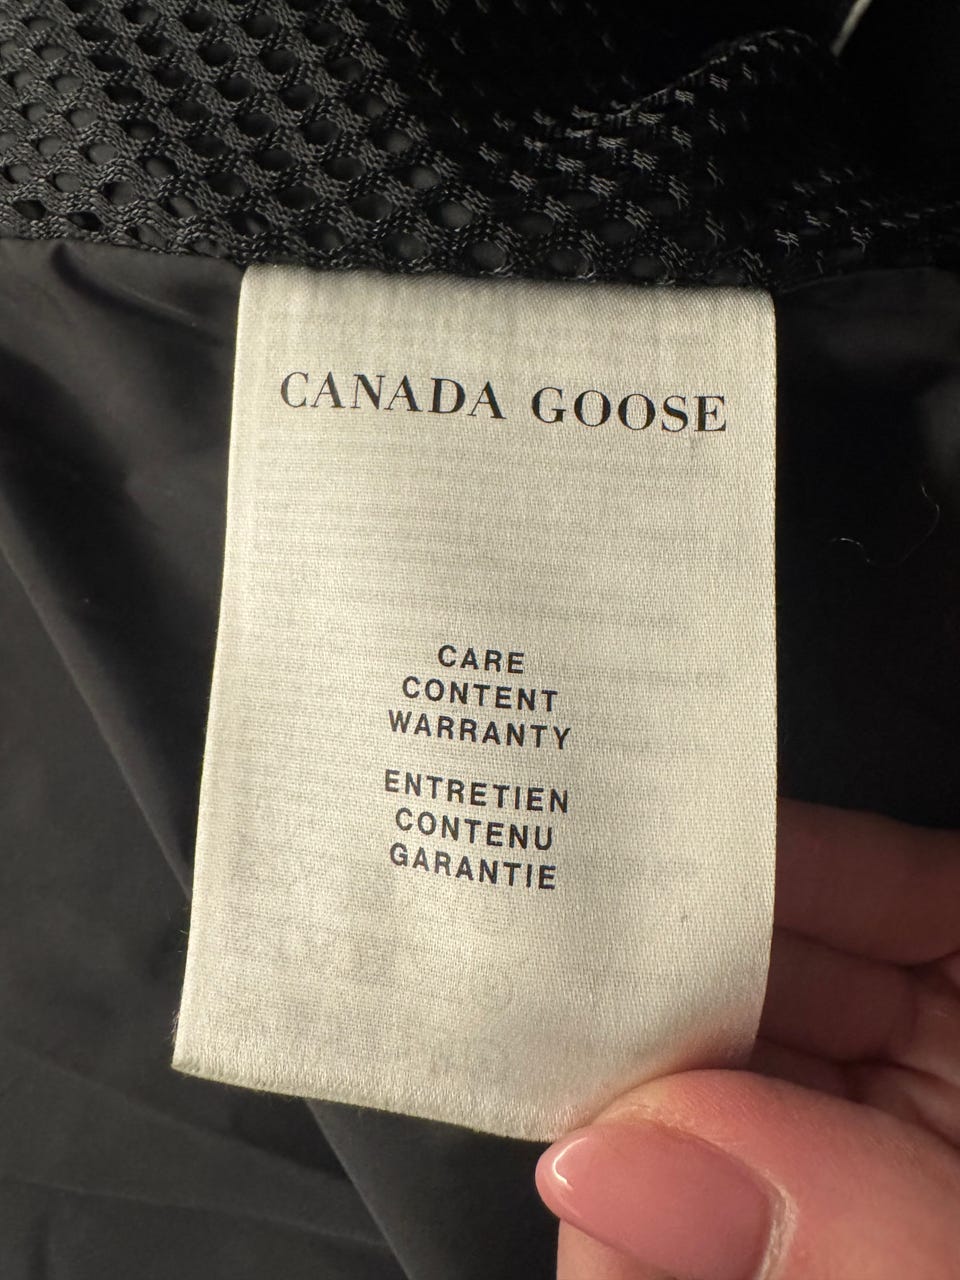 CANADA GOOSE
CARE
CONTENT
WARRANTY
ENTRETIEN
CONTENU
GARANTIE